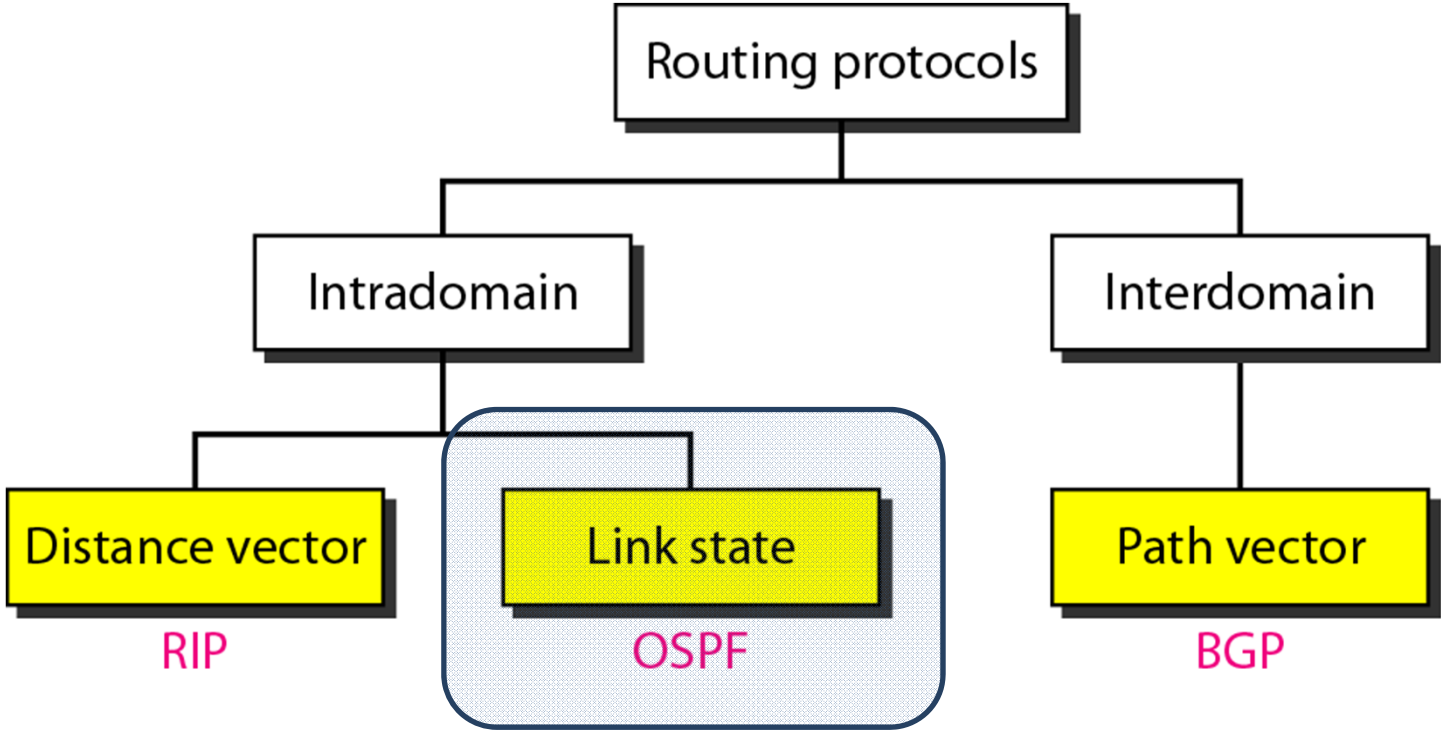 Routing protocols
Intradomain
Interdomain
Distance vector
Link state
Path vector
RIP
OSPF
BGP